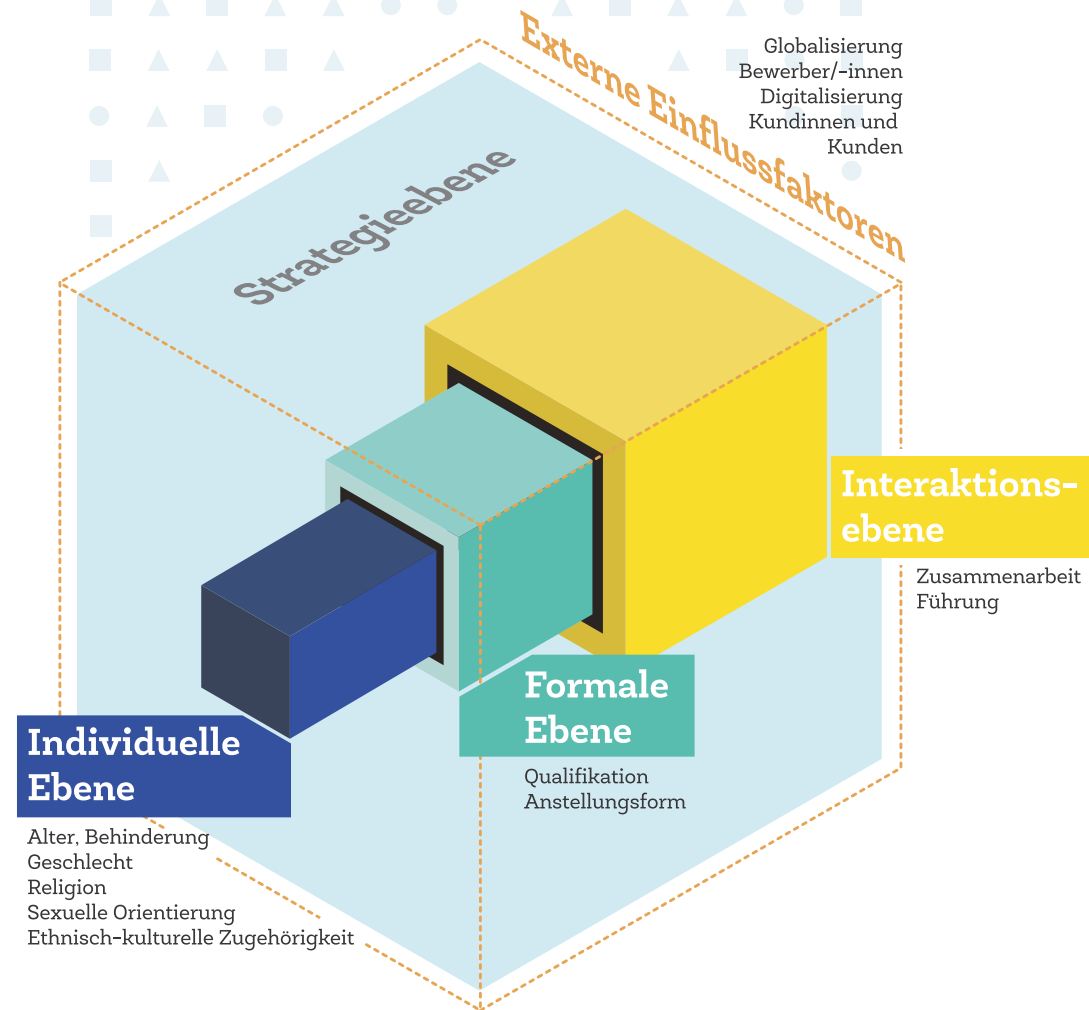 Externe Einflussfaktoren
Globalisierung
Bewerber/-innen
Digitalisierung
Kundinnen und
Kunden
Strategieebene
Interaktions-
ebene
Zusammenarbeit
Führung
Formale
Ebene
Qualifikation
Anstellungsform
Individuelle
Ebene
Alter, Behinderung
Geschlecht
Religion
Sexuelle Orientierung
Ethnisch-kulturelle Zugehörigkeit